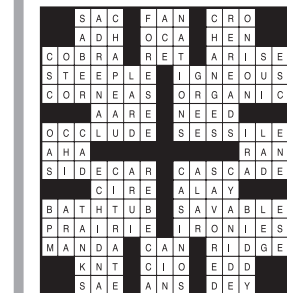 SAC FAN CRO
ADH OCA HEN
COBRA RET ARISE
STEEPLE IGNEOUS
CORNEAS ORGANIC
AARE NEED
OCCLUDE SESSILE
AHA RAN
SIDECAR CASCADE
CIRE ALAY
BATHTUB SAVABLE
PRAIRIE IRONIES
MANDA CAN RIDGE
KNT CIO EDD
SAE ANS DEY